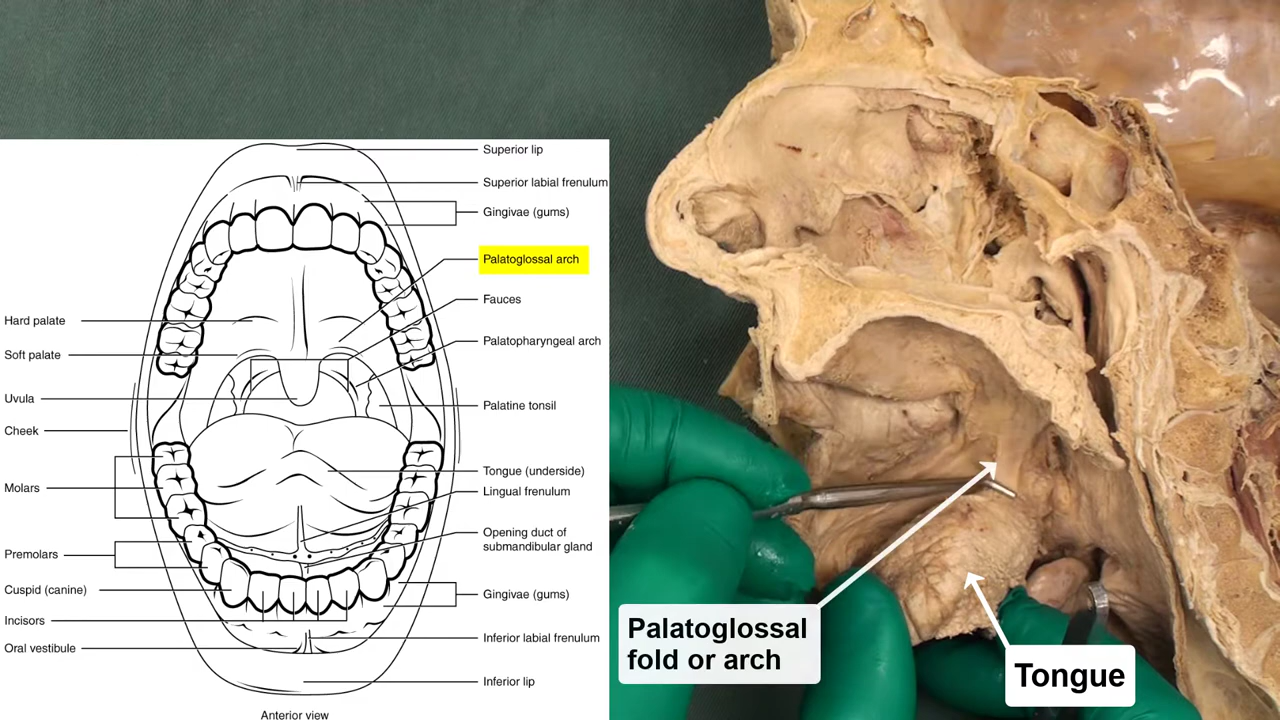 Superior lip
Superior labial frenulum
Gingivae (gums)
Palatoglossal arch
Fauces
Palatopharyngeal arch
Palatine tonsil
Tongue (underside)
Lingual frenulum
Opening duct of
submandibular gland
Gingivae (gums)
Inferior labial frenulum
Inferior lip
Hard palate
Soft palate
Uvula
Cheek
Molars
Premolars
Cuspid (canine)
Incisors
Oral vestibule
Anterior view
Palatoglossal
fold or arch
Tongue